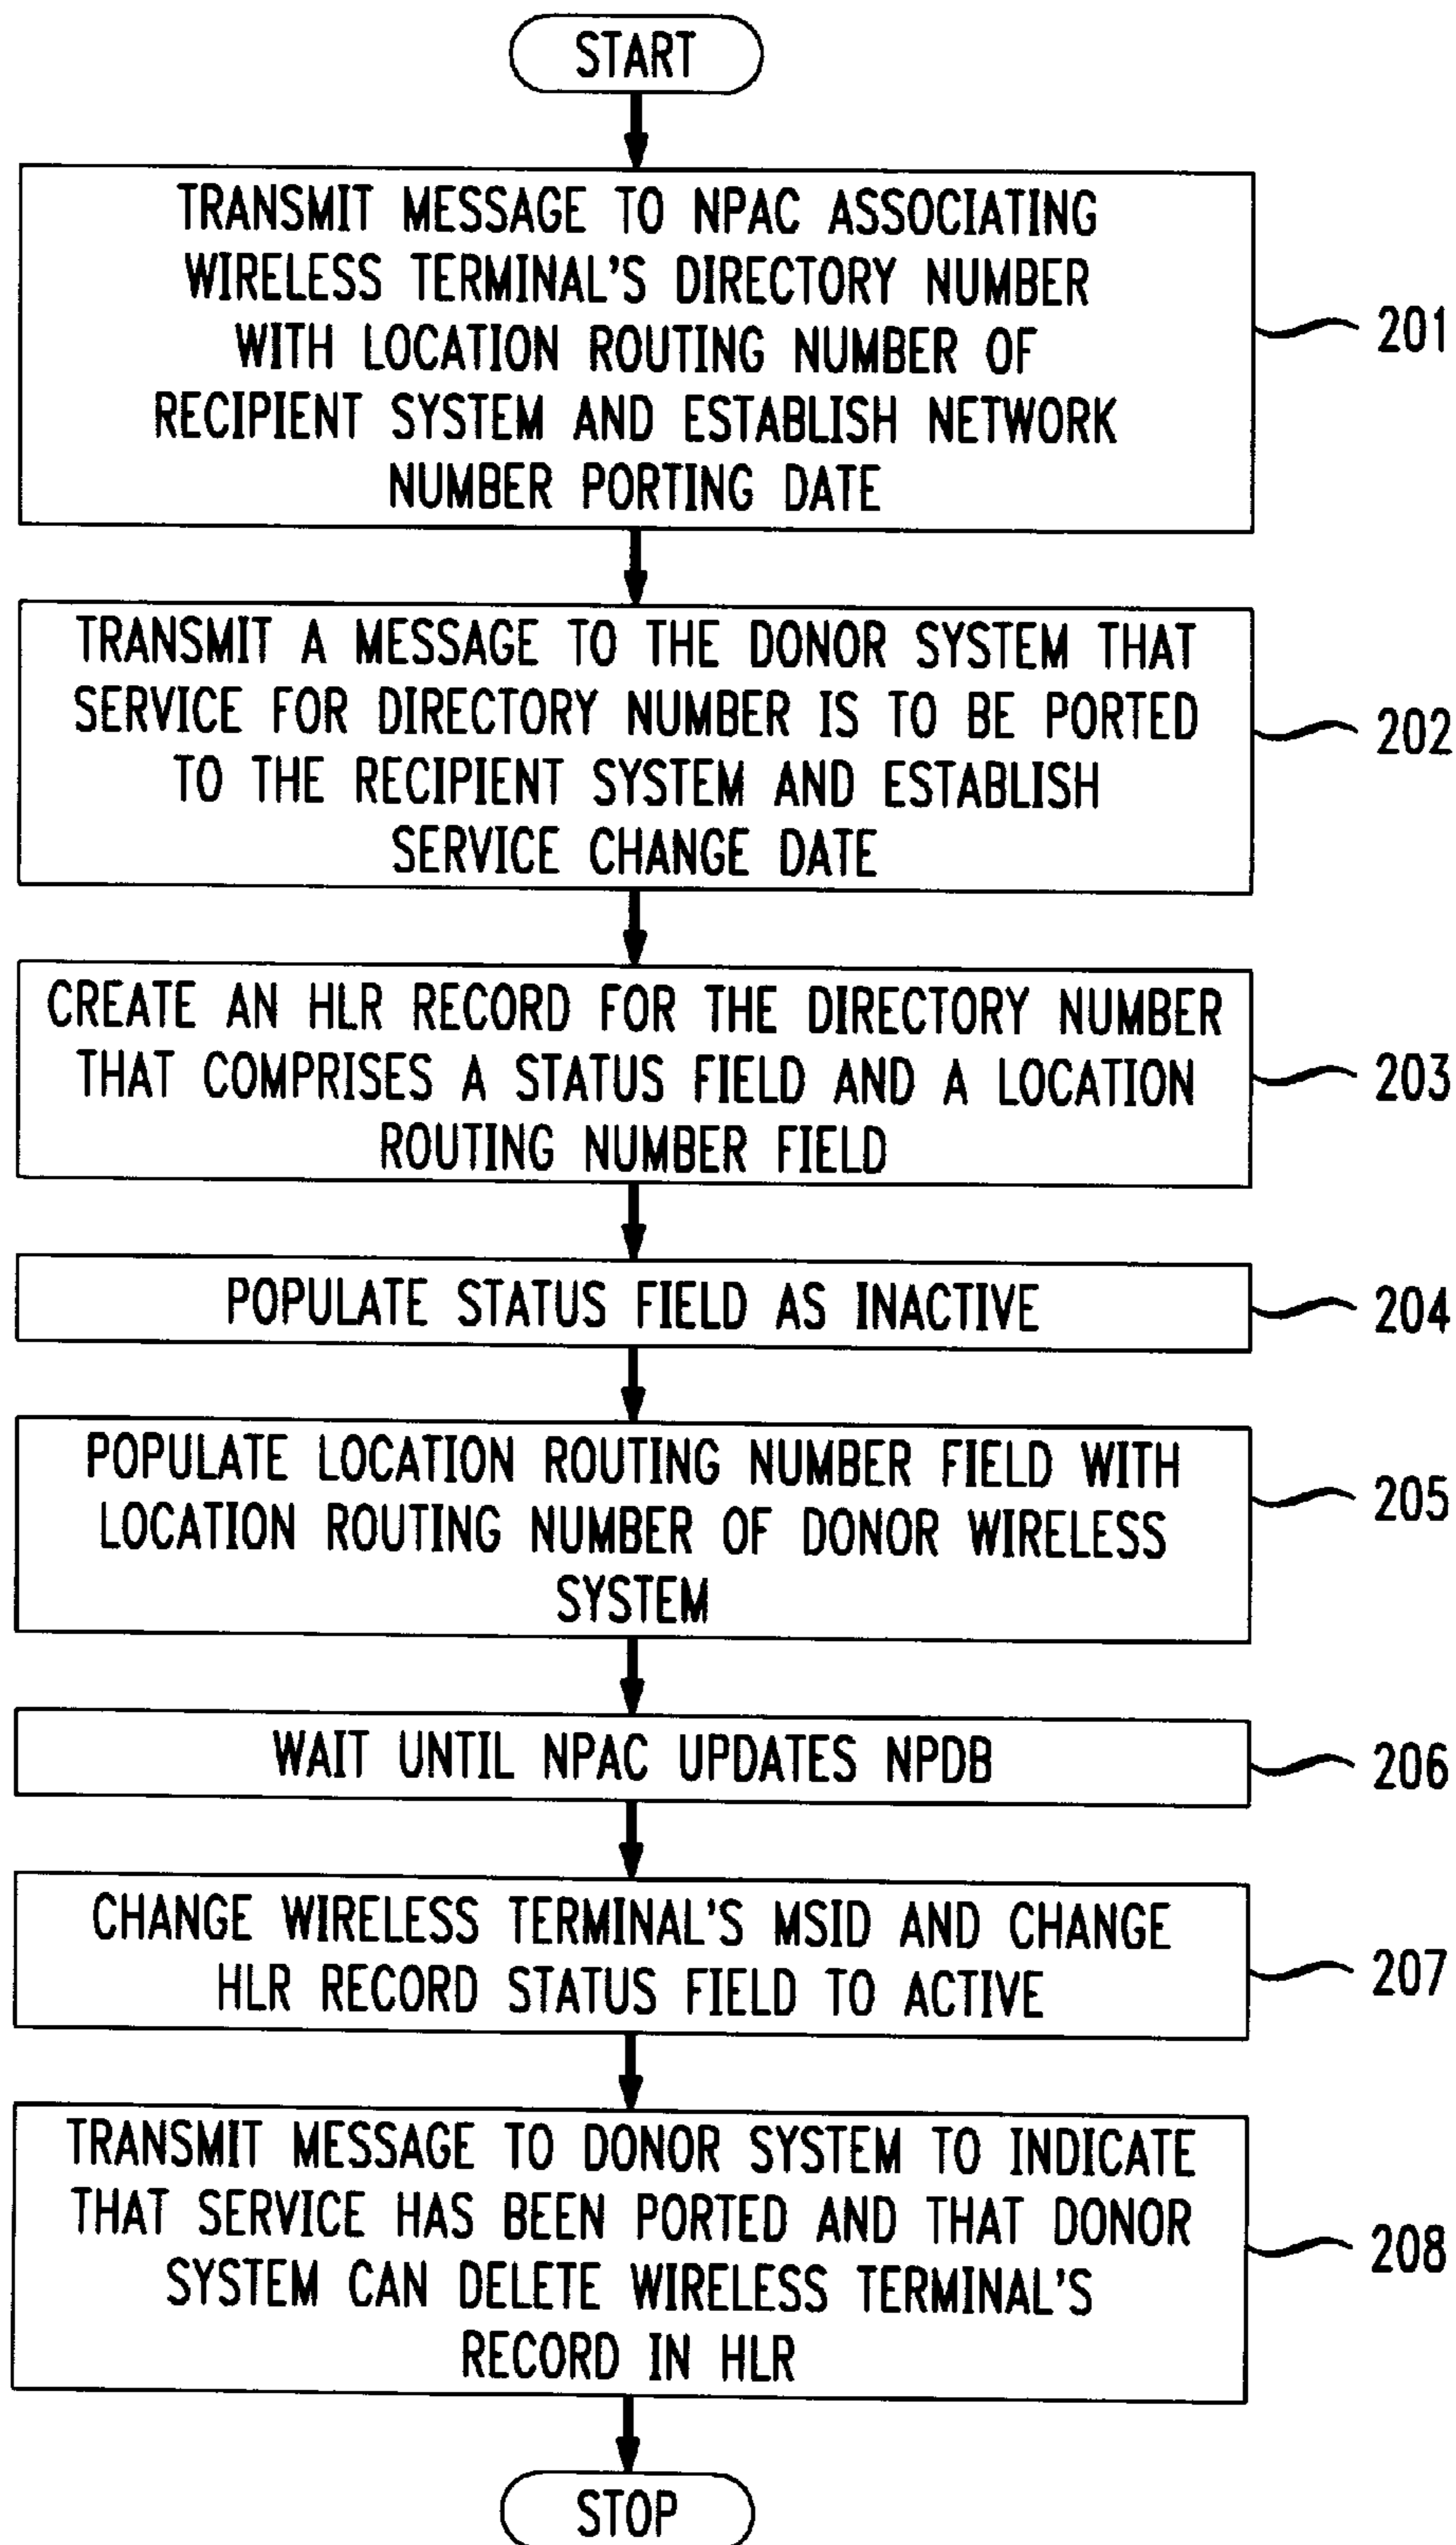 START
TRANSMIT MESSAGE TO NPAC ASSOCIATING
WIRELESS TERMINAL'S DIRECTORY NUMBER
WITH LOCATION ROUTING NUMBER OF
RECIPIENT SYSTEM AND ESTABLISH NETWORK
NUMBER PORTING DATE
201
TRANSMIT A MESSAGE TO THE DONOR SYSTEM THAT
SERVICE FOR DIRECTORY NUMBER IS TO BE PORTED
TO THE RECIPIENT SYSTEM AND ESTABLISH
SERVICE CHANGE DATE
202
CREATE AN HLR RECORD FOR THE DIRECTORY NUMBER
THAT COMPRISES A STATUS FIELD AND A LOCATION
ROUTING NUMBER FIELD
203
POPULATE STATUS FIELD AS INACTIVE
204
POPULATE LOCATION ROUTING NUMBER FIELD WITH
LOCATION ROUTING NUMBER OF DONOR WIRELESS
SYSTEM
205
WAIT UNTIL NPAC UPDATES NPDB
206
CHANGE WIRELESS TERMINAL'S MSID AND CHANGE
HLR RECORD STATUS FIELD TO ACTIVE
207
TRANSMIT MESSAGE TO DONOR SYSTEM TO INDICATE
THAT SERVICE HAS BEEN PORTED AND THAT DONOR
SYSTEM CAN DELETE WIRELESS TERMINAL'S
RECORD IN HLR
208
STOP